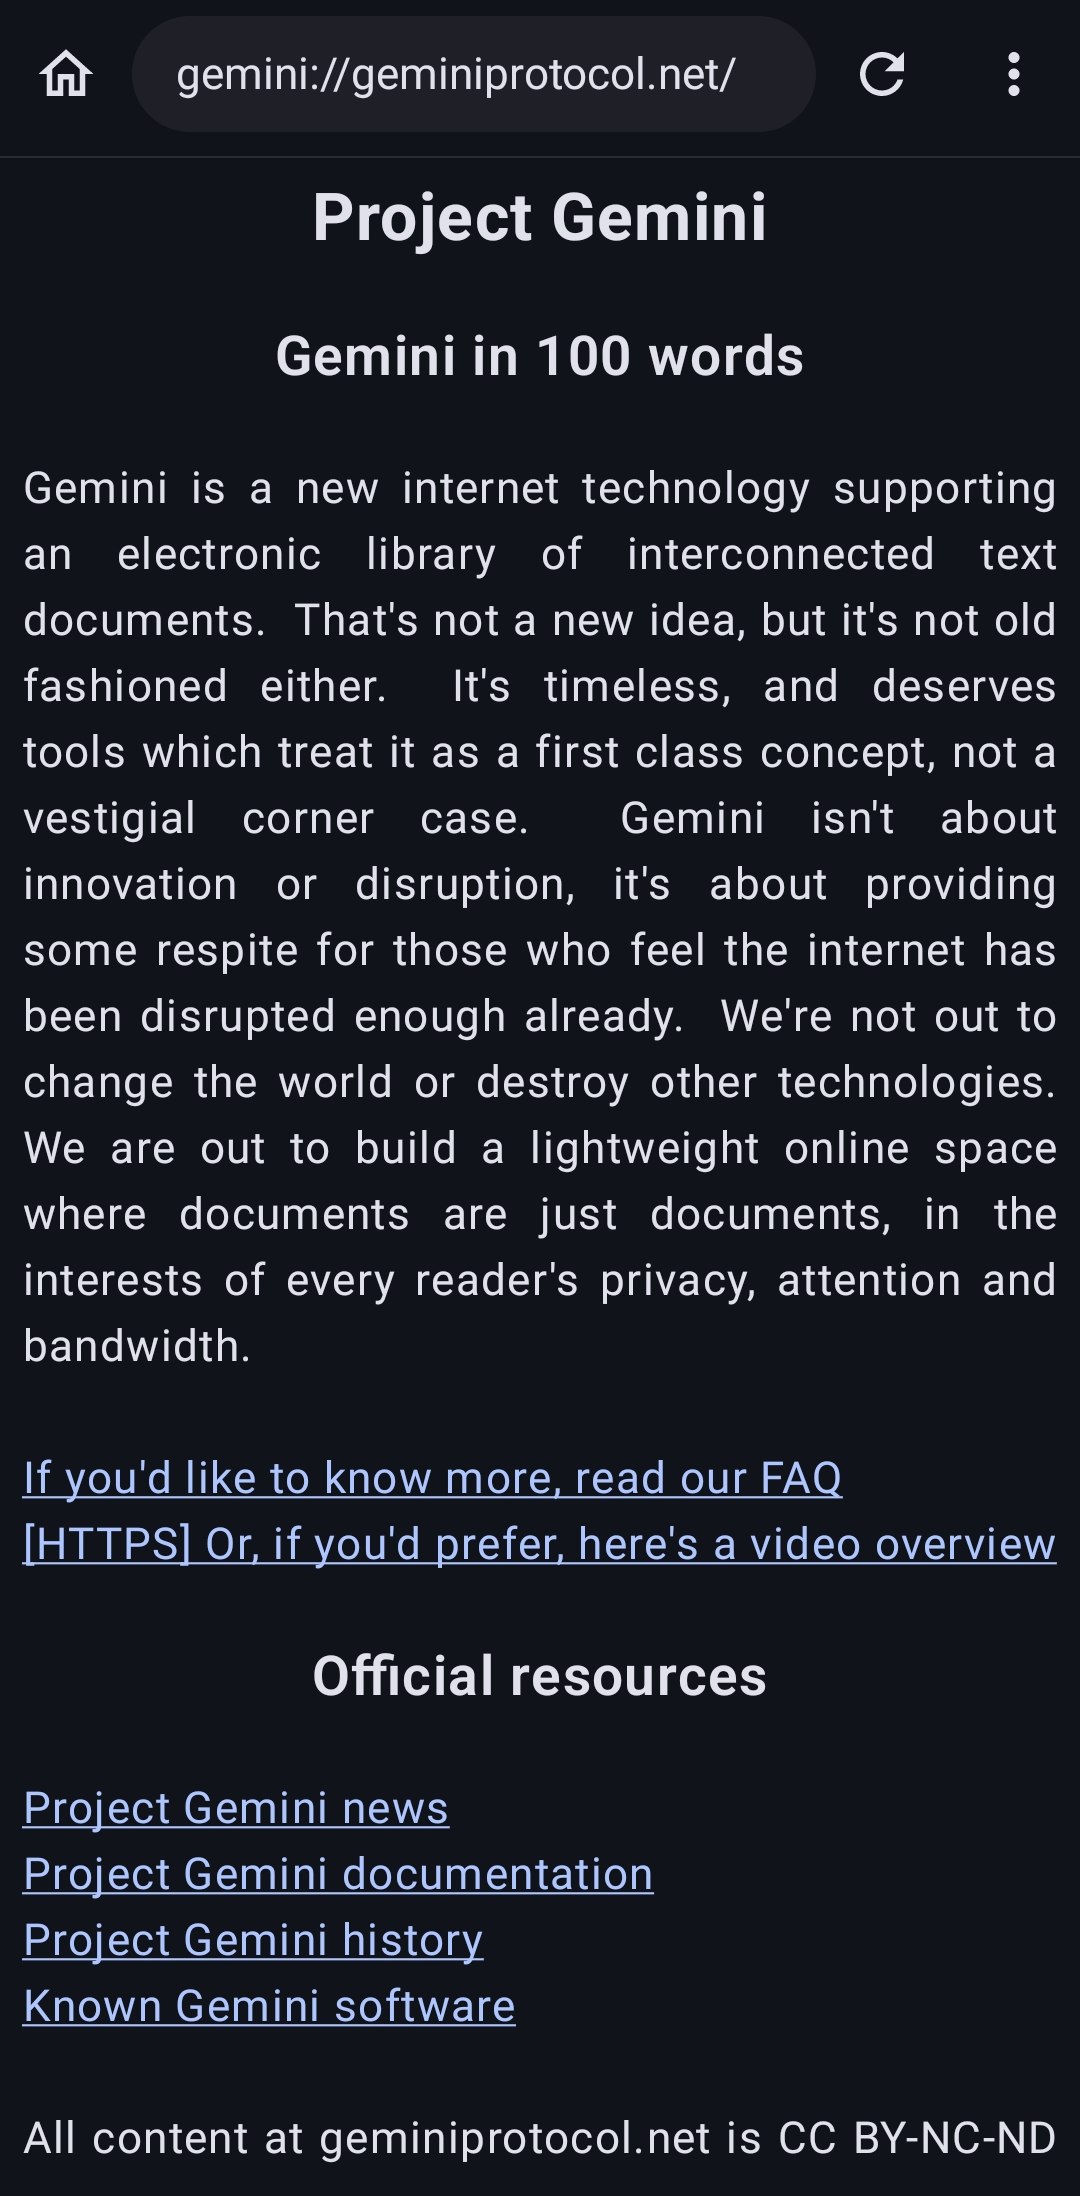 gemini://geminiprotocol.net/
Project Gemini
Gemini in 100 words
Gemini is a new internet technology supporting
an electronic library of interconnected text
documents.  That's not a new idea, but it's not old
fashioned either.  It's timeless, and deserves
tools which treat it as a first class concept, not a
vestigial corner case.  Gemini isn't about
innovation or disruption, it's about providing
some respite for those who feel the internet has
been disrupted enough already.  We're not out to
change the world or destroy other technologies.
We are out to build a lightweight online space
where documents are just documents, in the
interests of every reader's privacy, attention and
bandwidth.
If you'd like to know more, read our FAQ
[HTTPS] Or, if you'd prefer, here's a video overview
Official resources
Project Gemini news
Project Gemini documentation
Project Gemini history
Known Gemini software
All content at geminiprotocol.net is CC BY-NC-ND